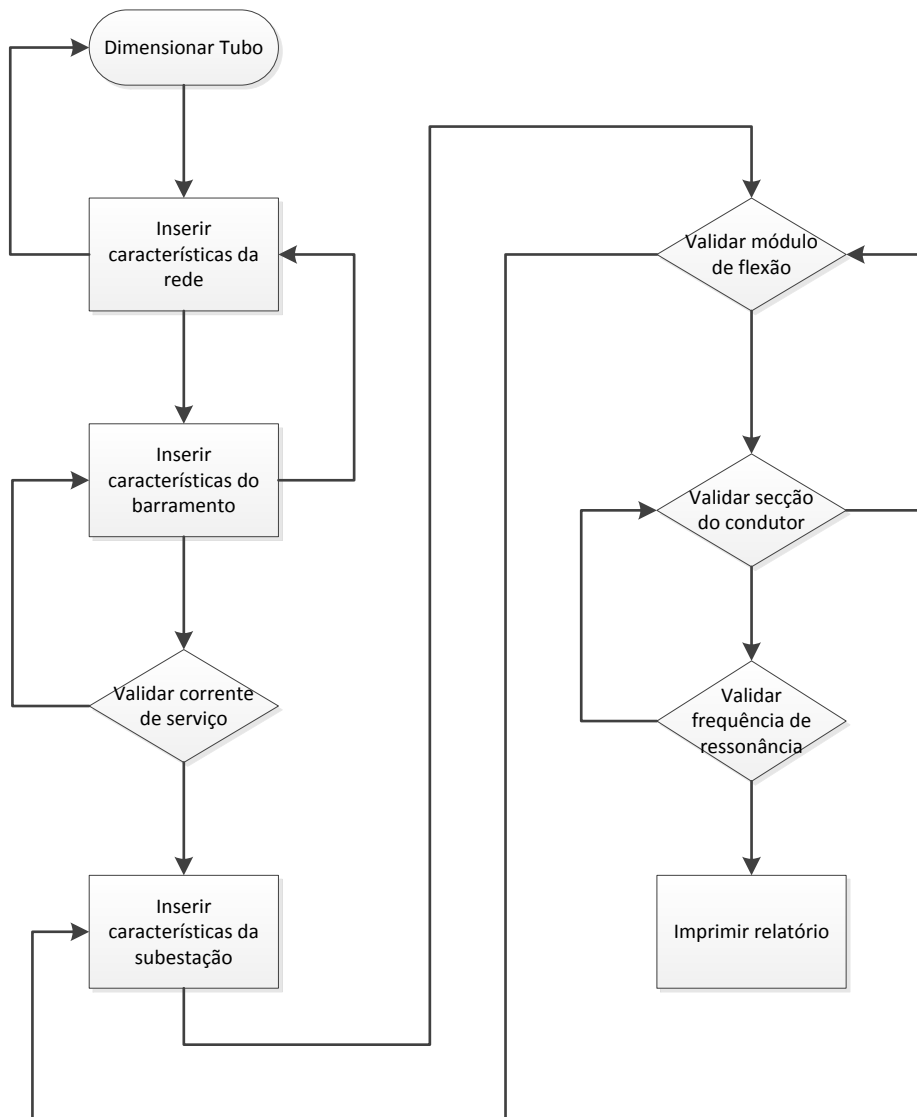 Dimensionar Tubo
Inserir
características da
rede
Inserir
características do
barramento
Validar corrente
de serviço
Inserir
características da
subestação
Validar módulo
de flexão
Validar secção
do condutor
Validar
frequência de
ressonância
Imprimir relatório